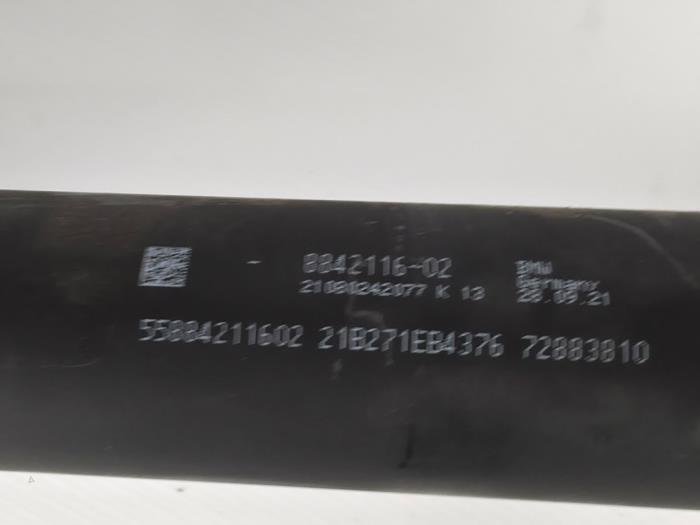 - 8842116-02 BMW
Germany
21080242077 K 13 28.09.21
55884211602 21B271EB4376 72883810